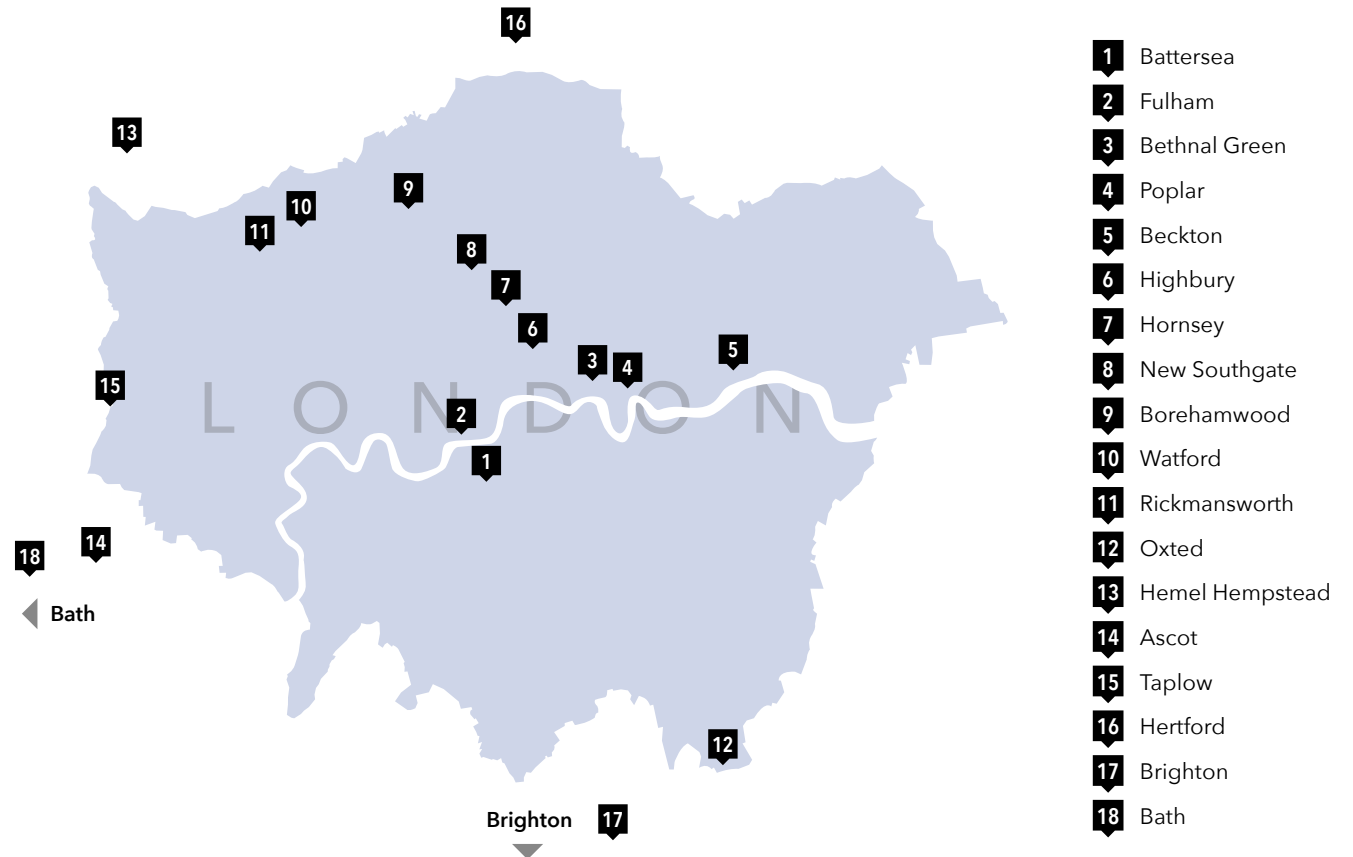 16
13
9
10
11
8
7
6
3
4
5
15
LONDON
2
1
14
18
Bath
12
Brighton
17
1 Battersea
2 Fulham
3 Bethnal Green
4 Poplar
5 Beckton
6 Highbury
7 Hornsey
8 New Southgate
9 Borehamwood
10 Watford
11 Rickmansworth
12 Oxted
13 Hemel Hempstead
14 Ascot
15 Taplow
16 Hertford
17 Brighton
18 Bath